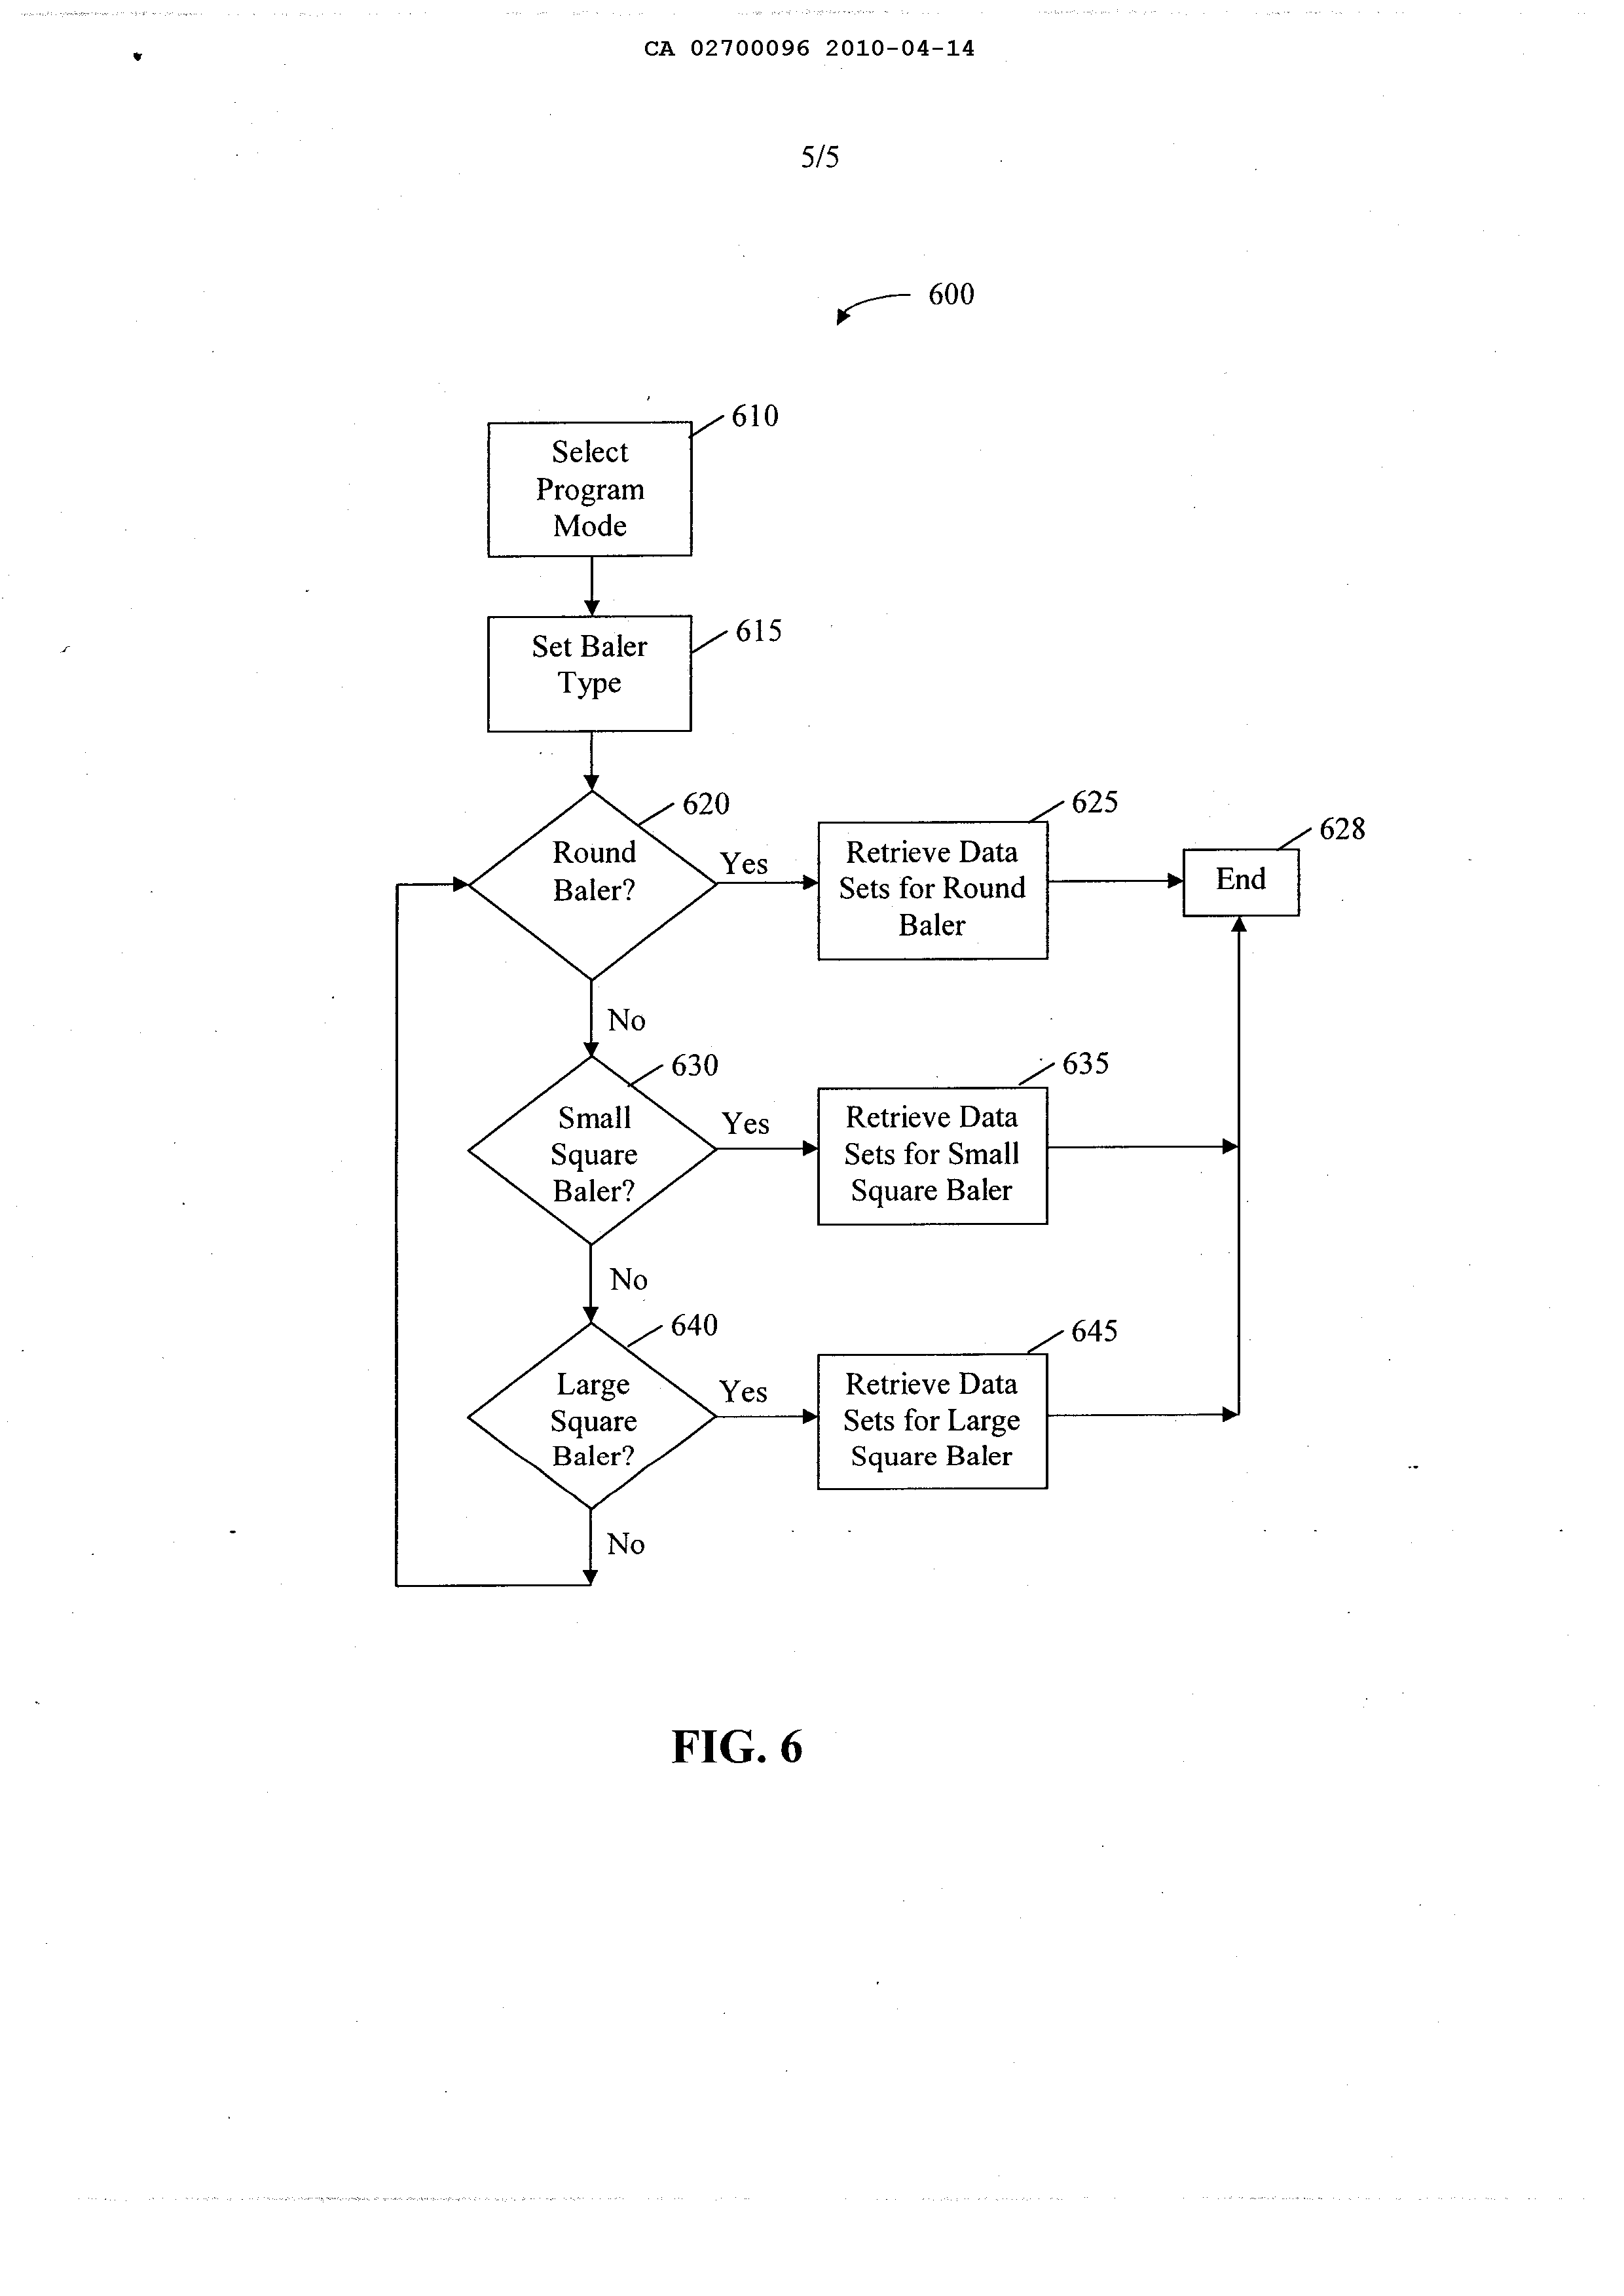 CA 02700096 2010-04-14
5/5
600
610
Select
Program
Mode
615
Set Baler
Type
620
Round
Baler?
Yes
625
Retrieve Data
Sets for Round
Baler
628
End
No
630
Small
Square
Baler?
Yes
635
Retrieve Data
Sets for Small
Square Baler
No
640
Large
Square
Baler?
Yes
645
Retrieve Data
Sets for Large
Square Baler
No
FIG. 6